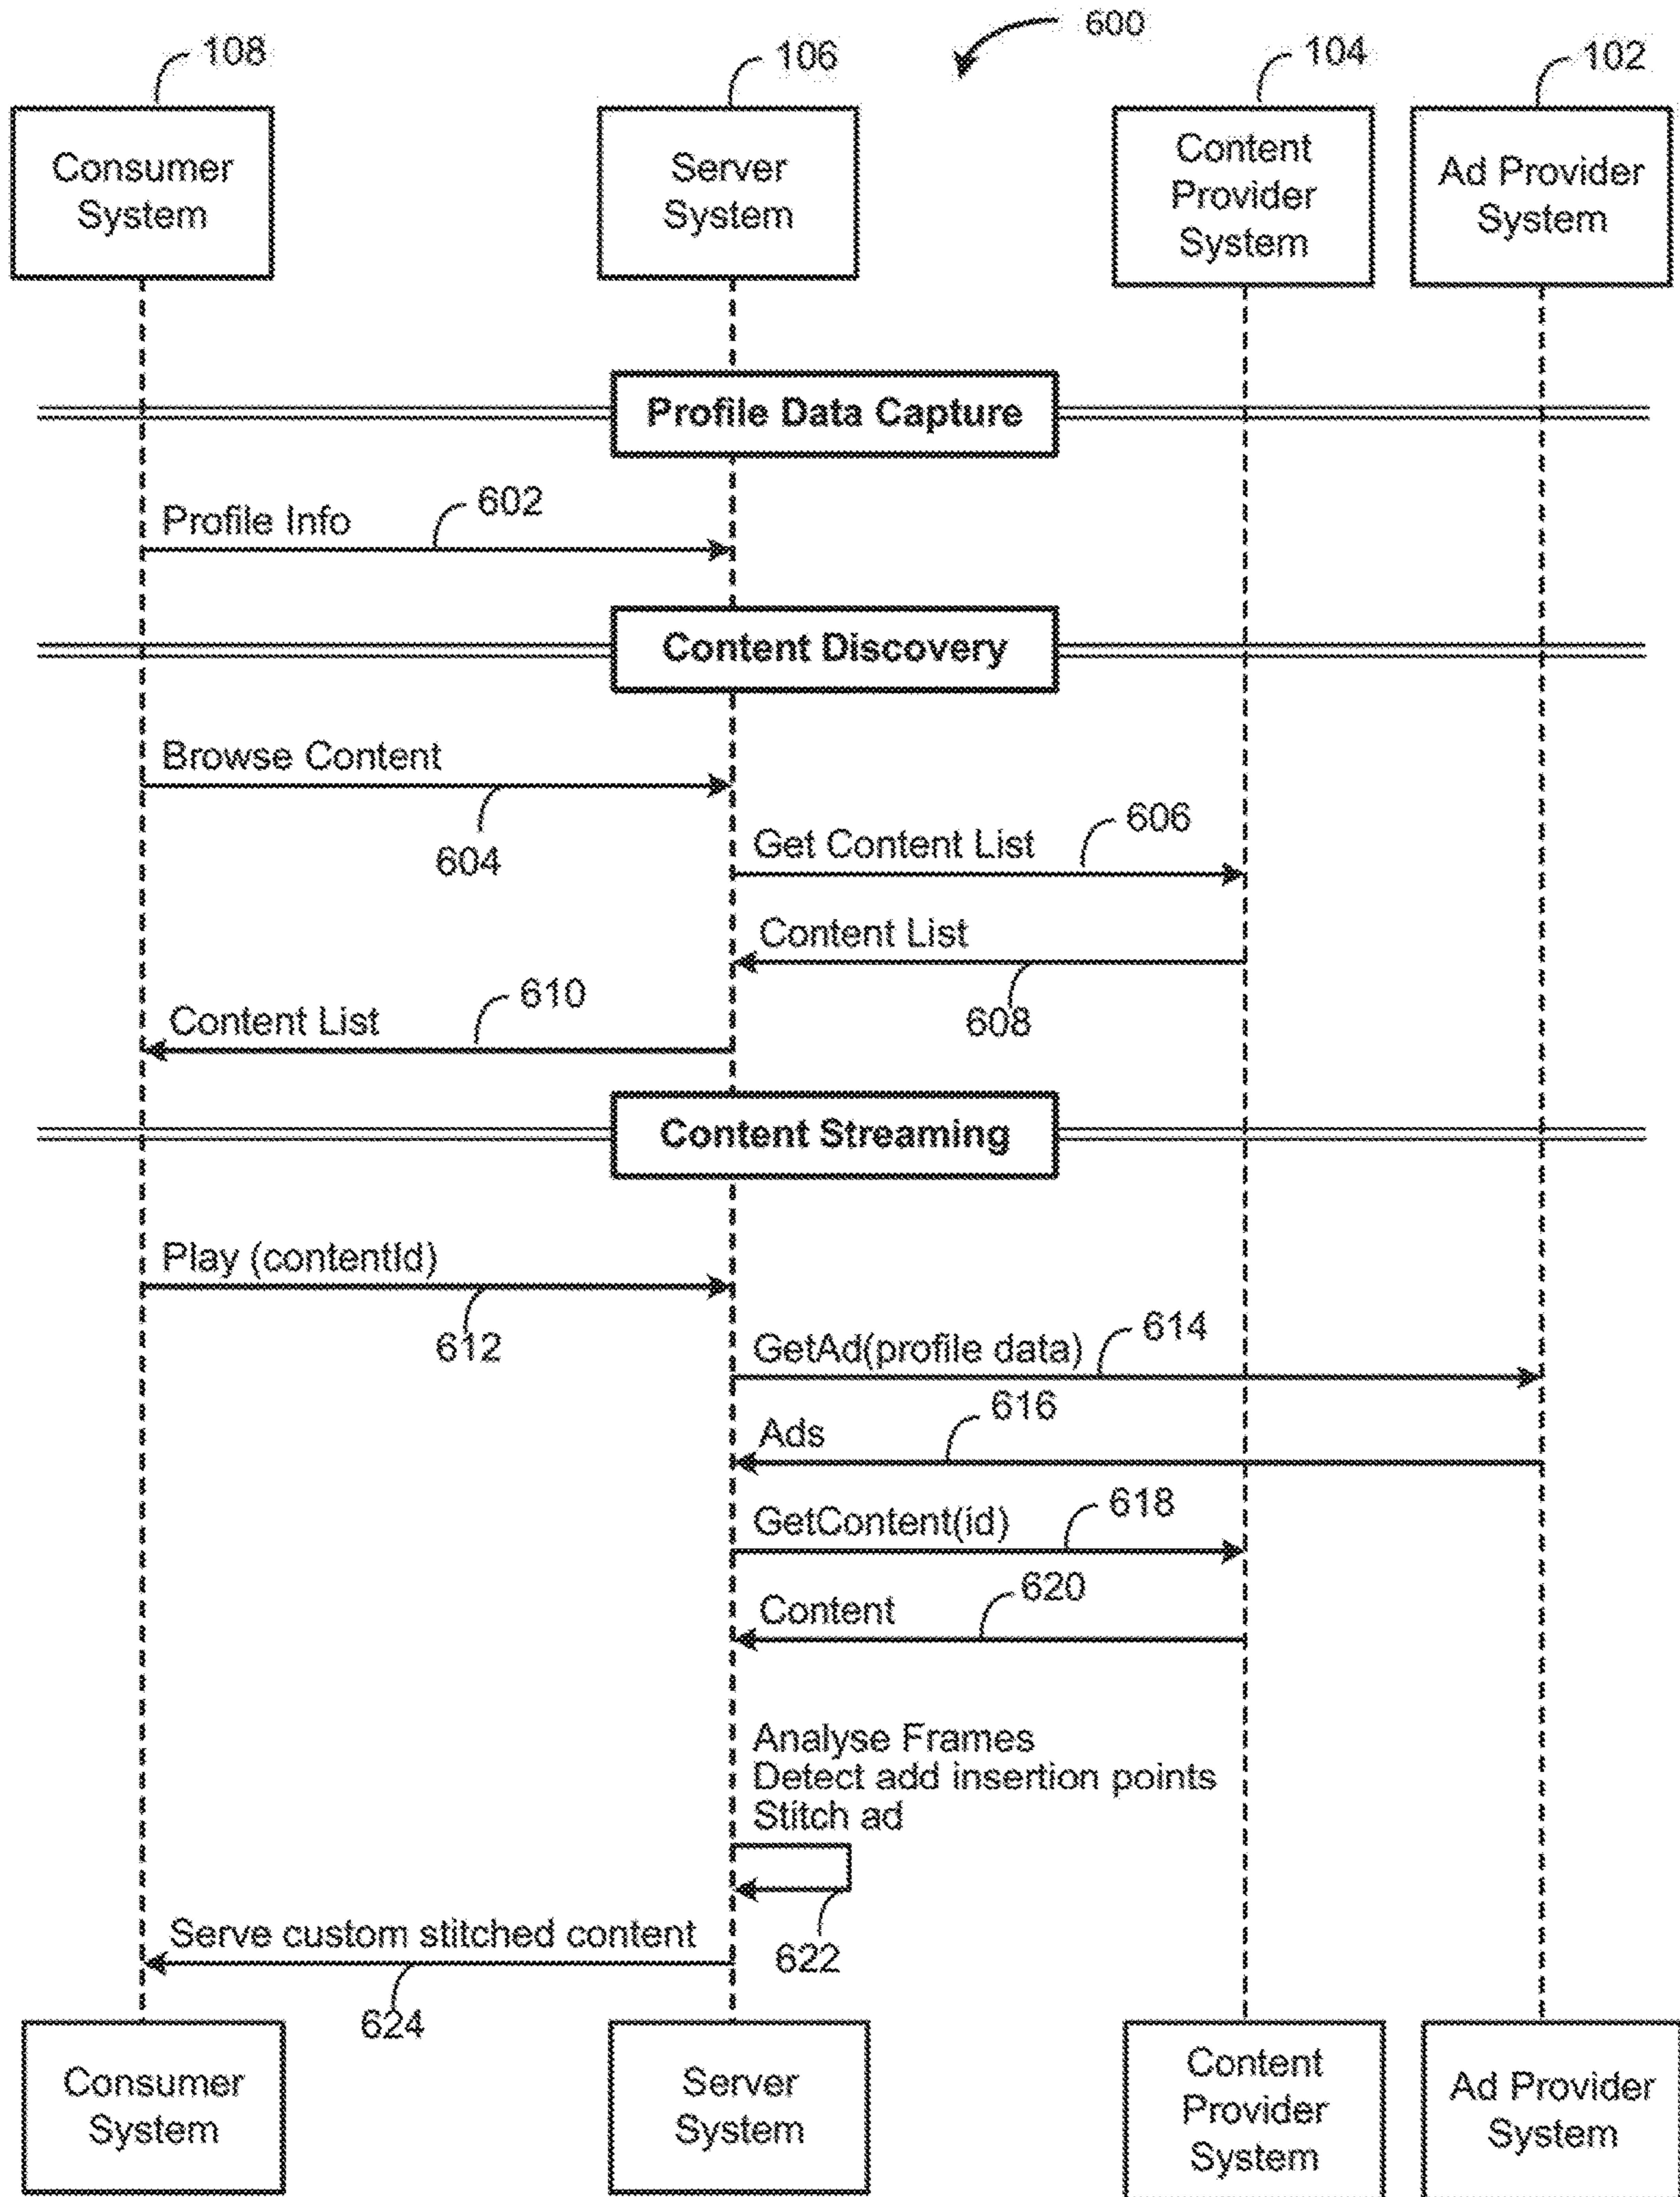 600
108
106
104
102
Consumer
System
Server
System
Content
Provider
System
Ad Provider
System
Profile Data Capture
602
Profile Info
Content Discovery
Browse Content
604
606
Get Content List
Content List
608
610
Content List
Content Streaming
Play (contentId)
612
614
GetAd(profile data)
616
Ads
618
GetContent(id)
620
Content
Analyse Frames
Detect add insertion points
Stitch ad
622
Serve custom stitched content
624
Consumer
System
Server
System
Content
Provider
System
Ad Provider
System